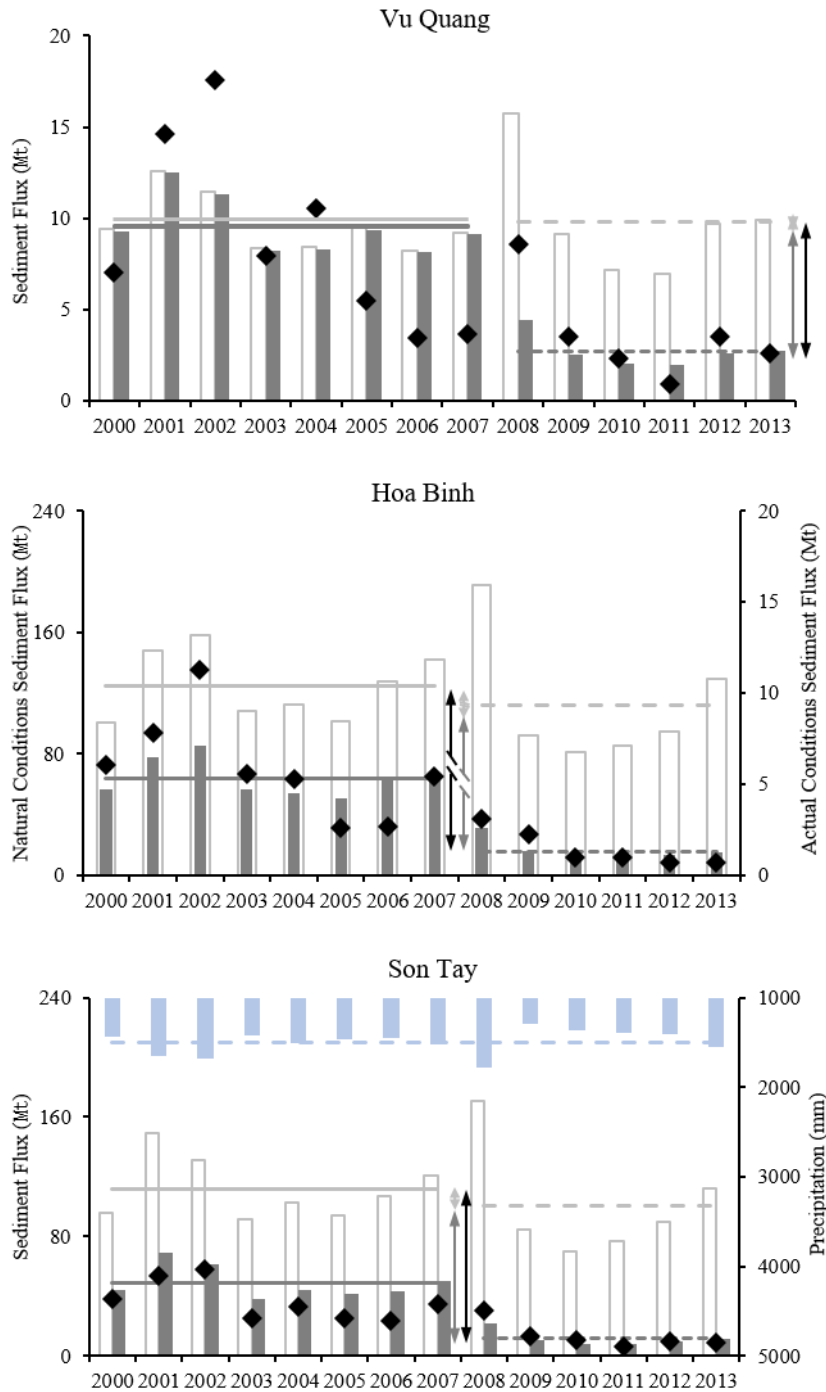 Vu Quang
Sediment Flux (Mt)
20
15
10
5
0
2000 2001 2002 2003 2004 2005 2006 2007 2008 2009 2010 2011 2012 2013
Hoa Binh
Natural Conditions Sediment Flux (Mt)
240
160
80
0
20
15
10
5
0
Actual Conditions Sediment Flux (Mt)
2000 2001 2002 2003 2004 2005 2006 2007 2008 2009 2010 2011 2012 2013
Son Tay
Sediment Flux (Mt)
240
160
80
0
1000
2000
3000
4000
5000
Precipitation (mm)
2000 2001 2002 2003 2004 2005 2006 2007 2008 2009 2010 2011 2012 2013